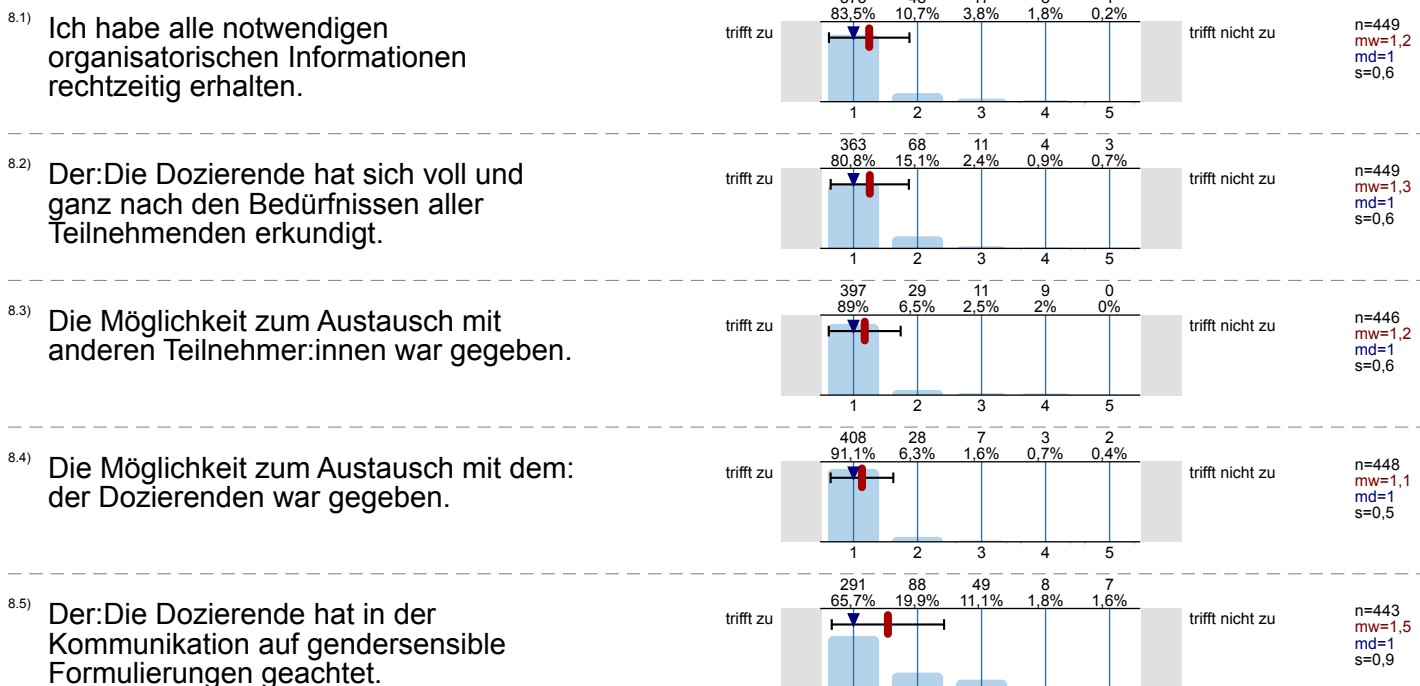 83,5% 10,7% 3,8% 1,8% 0,2%
8.1) Ich habe alle notwendigen
organisatorischen Informationen
rechtzeitig erhalten.
trifft zu
trifft nicht zu
n=449
mw=1,2
md=1
s=0,6
1 2 3 4 5
363 68 11 4 3
80,8% 15,1% 2,4% 0,9% 0,7%
8.2) Der:Die Dozierende hat sich voll und
ganz nach den Bedürfnissen aller
Teilnehmenden erkundigt.
trifft zu
trifft nicht zu
n=449
mw=1,3
md=1
s=0,6
1 2 3 4 5
397 29 11 9 0
89% 6,5% 2,5% 2% 0%
8.3) Die Möglichkeit zum Austausch mit
anderen Teilnehmer:innen war gegeben.
trifft zu
trifft nicht zu
n=446
mw=1,2
md=1
s=0,6
1 2 3 4 5
408 28 7 3 2
91,1% 6,3% 1,6% 0,7% 0,4%
8.4) Die Möglichkeit zum Austausch mit dem:
der Dozierenden war gegeben.
trifft zu
trifft nicht zu
n=448
mw=1,1
md=1
s=0,5
1 2 3 4 5
291 88 49 8 7
65,7% 19,9% 11,1% 1,8% 1,6%
8.5) Der:Die Dozierende hat in der
Kommunikation auf gendersensible
Formulierungen geachtet.
trifft zu
trifft nicht zu
n=443
mw=1,5
md=1
s=0,9